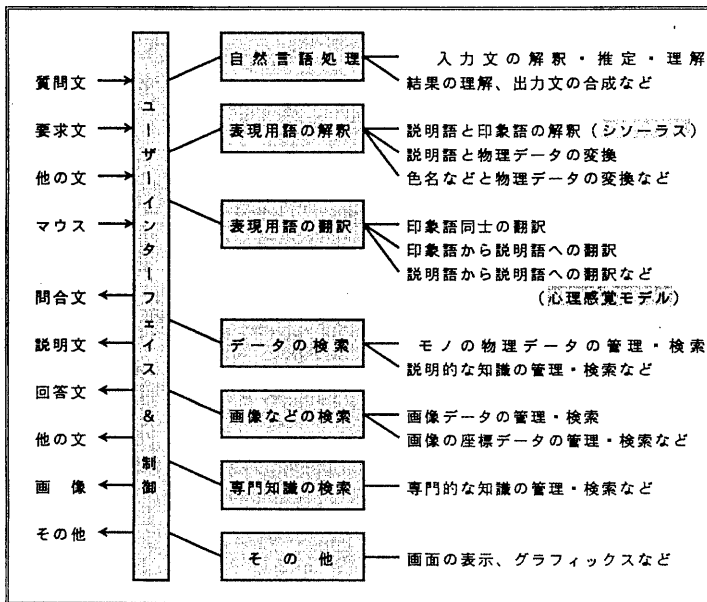 質問文
要求文
他の文
マウス
問合文
説明文
回答文
他の文
画像
その他
ユーザーインターフェイス&制御
自然言語処理
入力文の解釈・推定・理解
結果の理解、出力文の合成など
表現用語の解釈
説明語と印象語の解釈(シソーラス)
説明語と物理データの変換
色名などと物理データの変換など
表現用語の翻訳
印象語同士の翻訳
印象語から説明語への翻訳
説明語から説明語への翻訳など
(心理感覚モデル)
データの検索
モノの物理データの管理・検索
説明的な知識の管理・検索など
画像などの検索
画像データの管理・検索
画像の座標データの管理・検索など
専門知識の検索
専門的な知識の管理・検索など
その他
画面の表示、グラフィックスなど